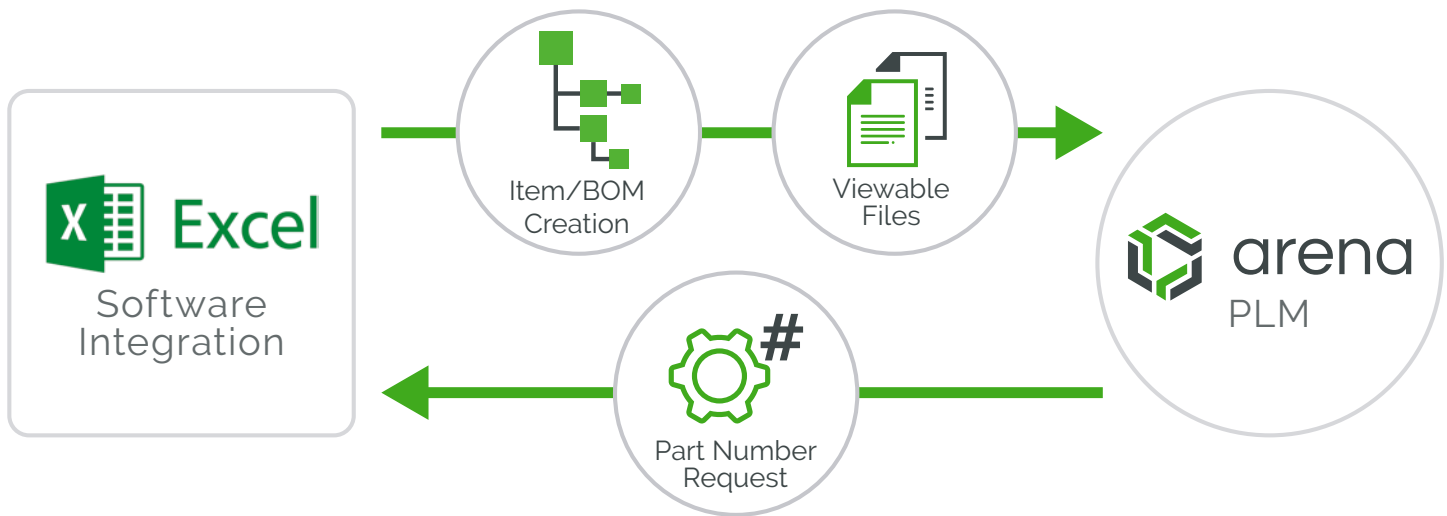 X Excel
Software
Integration
Item/BOM
Creation
Viewable
Files
#
Part Number
Request
arena
PLM